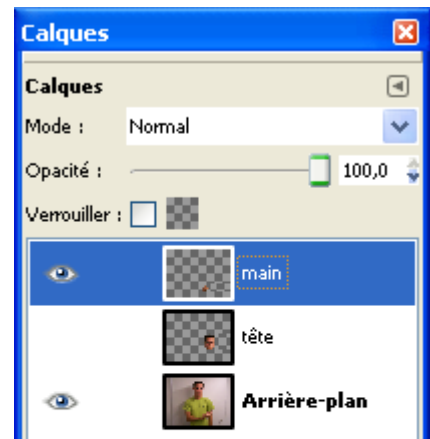 Calques
Calques
Mode : Normal
Opacité : 100,0
Verrouiller :
main
tête
Arrière-plan